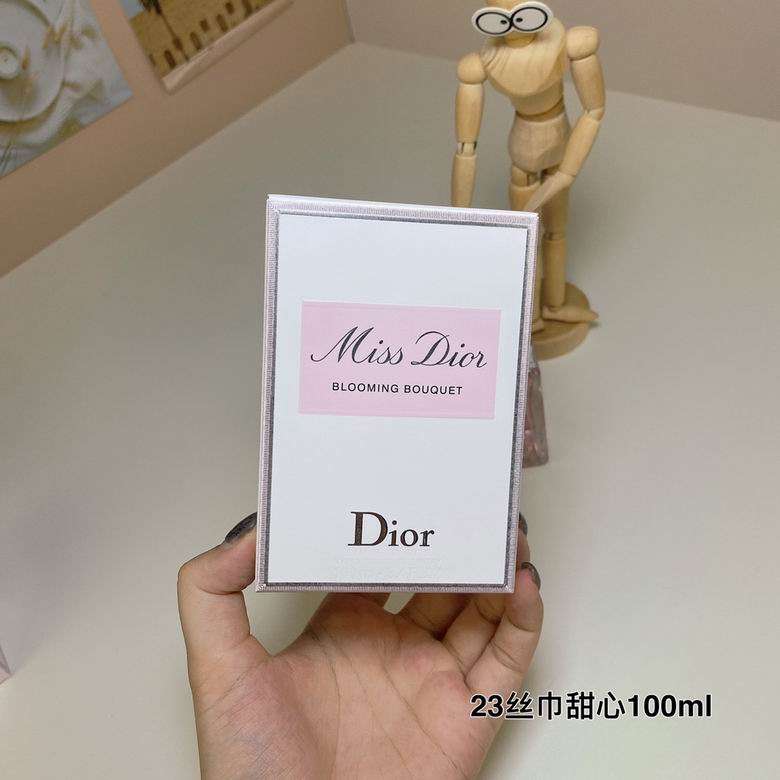 Miss Dior
BLOOMING BOUQUET
Dior
23丝巾甜心100ml